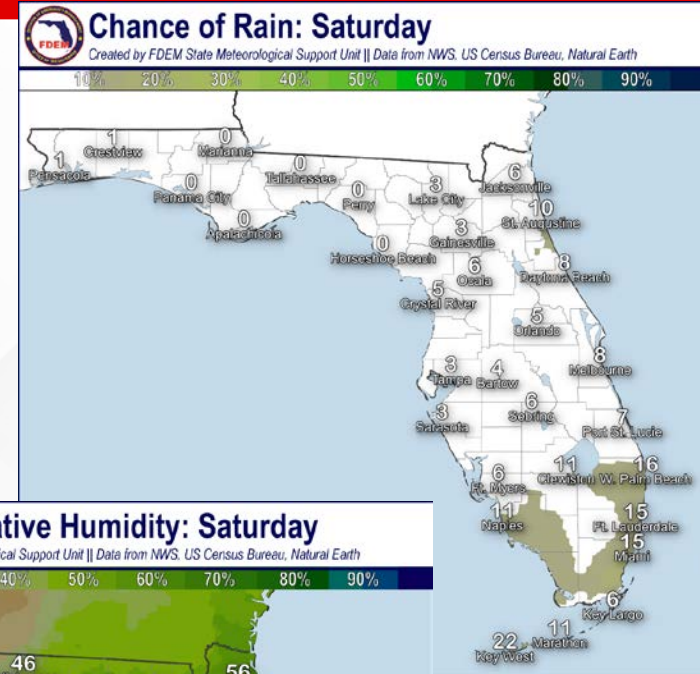 FDEM
Chance of Rain: Saturday
Created by FDEM State Meteorological Support Unit || Data from NWS, US Census Bureau, Natural Earth
10% 20% 30% 40% 50% 60% 70% 80% 90%
1
Crestview
0
Marianna
1
Pensacola
0
Tallahassee
0
Panama City
0
Perry
3
Lake City
6
Jacksonville
10
St. Augustine
0
Apalachicola
3
Gainesville
0
Horseshoe Beach
6
Ocala
8
Daytona Beach
5
Crystal River
5
Orlando
3
Tampa
4
Bartow
8
Melbourne
3
Sarasota
6
Sebring
7
Port St. Lucie
6
Ft. Myers
11
Clewiston
16
W. Palm Beach
11
Naples
15
Ft. Lauderdale
15
Miami
6
Key Largo
11
Marathon
22
Key West
ative Humidity: Saturday
ical Support Unit || Data from NWS, US Census Bureau, Natural Earth
40% 50% 60% 70% 80% 90%
46
56